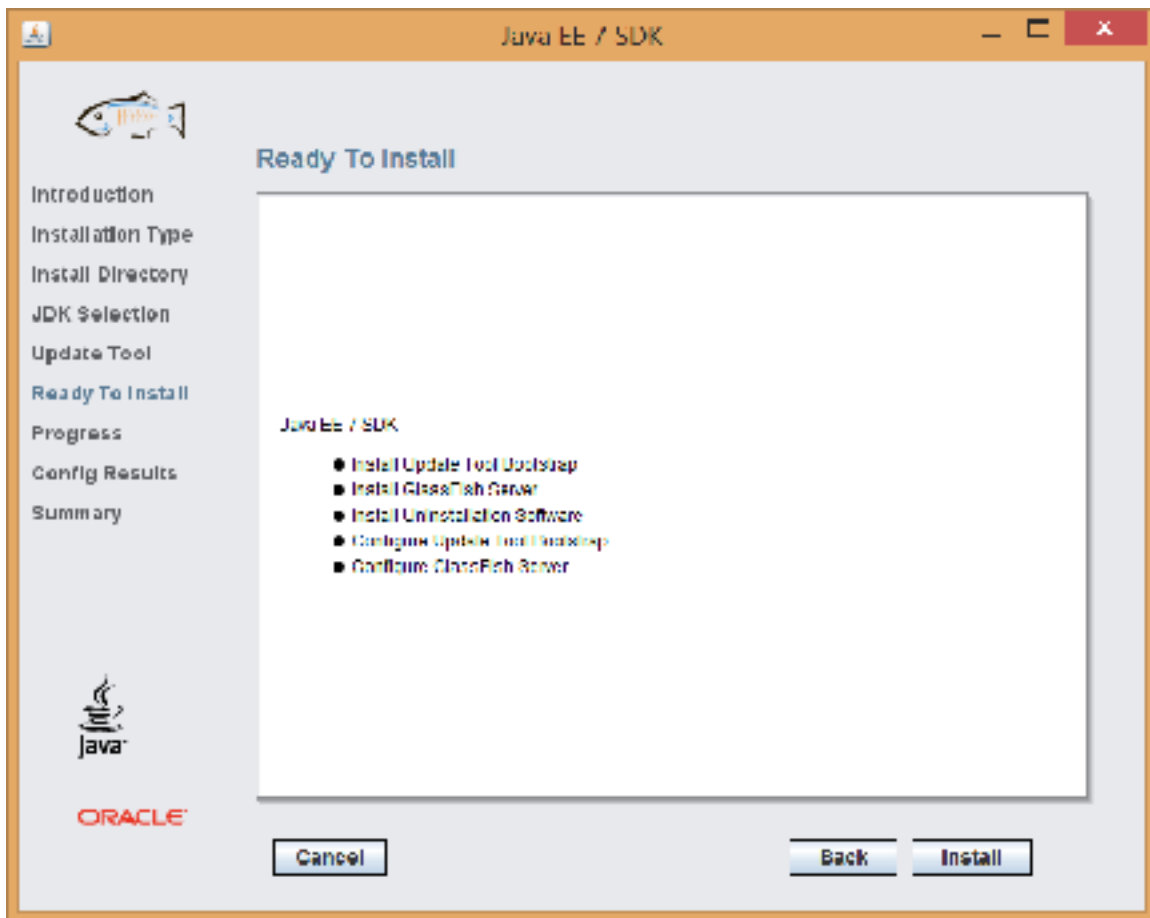 Java EE 7 SDK
Ready To Install
Introduction
Installation Type
Install Directory
JDK Selection
Update Tool
Ready To Install
Progress
Config Results
Summary
Java EE 7 SDK
Install Update Tool Bootstrap
Install GlassFish Server
Install Uninstallation Software
Configure Update Tool Bootstrap
Configure GlassFish Server
Java
ORACLE
Cancel
Back
Install